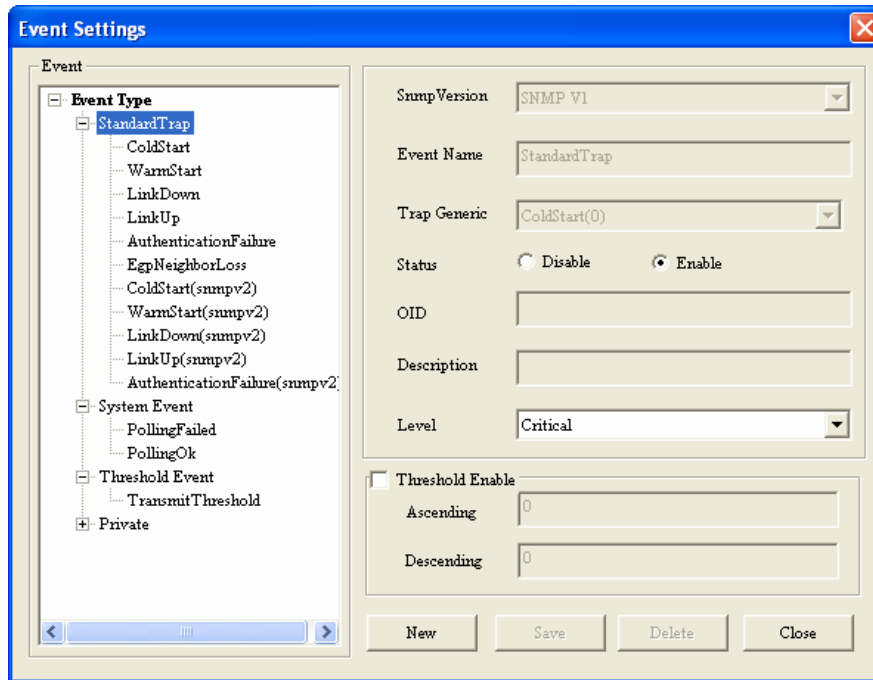 Event Settings
Event
Event Type
StandardTrap
ColdStart
WarmStart
LinkDown
LinkUp
AuthenticationFailure
EgpNeighborLoss
ColdStart(snmpv2)
WarmStart(snmpv2)
LinkDown(snmpv2)
LinkUp(snmpv2)
AuthenticationFailure(snmpv2)
System Event
PollingFailed
PollingOk
Threshold Event
TransmitThreshold
Private
SnmpVersion SNMP V1
Event Name StandardTrap
Trap Generic ColdStart(0)
Status Disable Enable
OID
Description
Level Critical
Threshold Enable
Ascending 0
Descending 0
New Save Delete Close